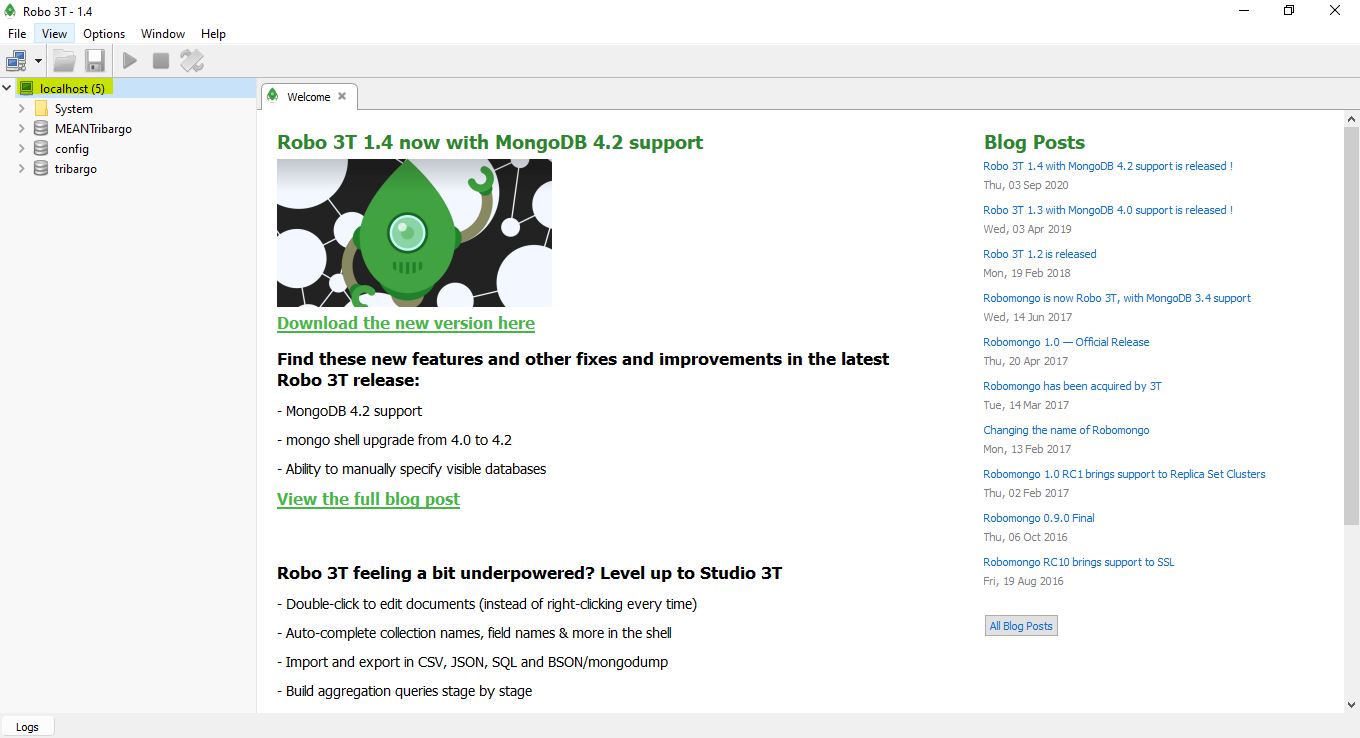 Robo 3T - 1.4
File View Options Window Help
localhost (5)
System
MEANTribargo
config
tribargo
Welcome
Robo 3T 1.4 now with MongoDB 4.2 support
Download the new version here
Find these new features and other fixes and improvements in the latest
Robo 3T release:
- MongoDB 4.2 support
- mongo shell upgrade from 4.0 to 4.2
- Ability to manually specify visible databases
View the full blog post
Robo 3T feeling a bit underpowered? Level up to Studio 3T
- Double-click to edit documents (instead of right-clicking every time)
- Auto-complete collection names, field names & more in the shell
- Import and export in CSV, JSON, SQL and BSON/mongodump
- Build aggregation queries stage by stage
Blog Posts
Robo 3T 1.4 with MongoDB 4.2 support is released !
Thu, 03 Sep 2020
Robo 3T 1.3 with MongoDB 4.0 support is released !
Wed, 03 Apr 2019
Robo 3T 1.2 is released
Mon, 19 Feb 2018
Robomongo is now Robo 3T, with MongoDB 3.4 support
Wed, 14 Jun 2017
Robomongo 1.0 — Official Release
Thu, 20 Apr 2017
Robomongo has been acquired by 3T
Tue, 14 Mar 2017
Changing the name of Robomongo
Mon, 13 Feb 2017
Robomongo 1.0 RC1 brings support to Replica Set Clusters
Thu, 02 Feb 2017
Robomongo 0.9.0 Final
Thu, 06 Oct 2016
Robomongo RC10 brings support to SSL
Fri, 19 Aug 2016
All Blog Posts
Logs